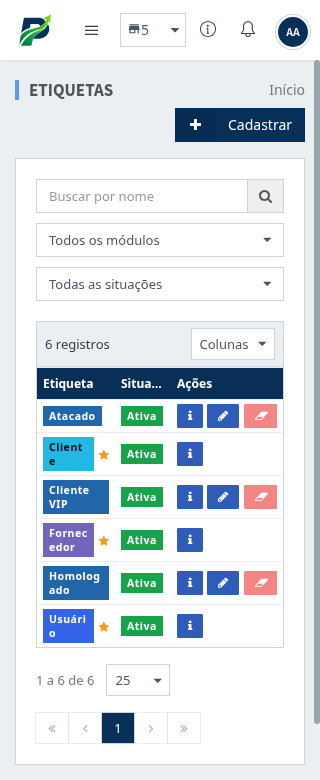 5
AA
ETIQUETAS
Início
Cadastrar
Buscar por nome
Todos os módulos
Todas as situações
6 registros
Colunas
Etiqueta Situa... Ações
Atacado Ativa
Client
e
Ativa
Cliente
VIP
Ativa
Fornec
edor
Ativa
Homolog
ado
Ativa
Usuári
o
Ativa
1 a 6 de 6
25
« ‹ 1 › »